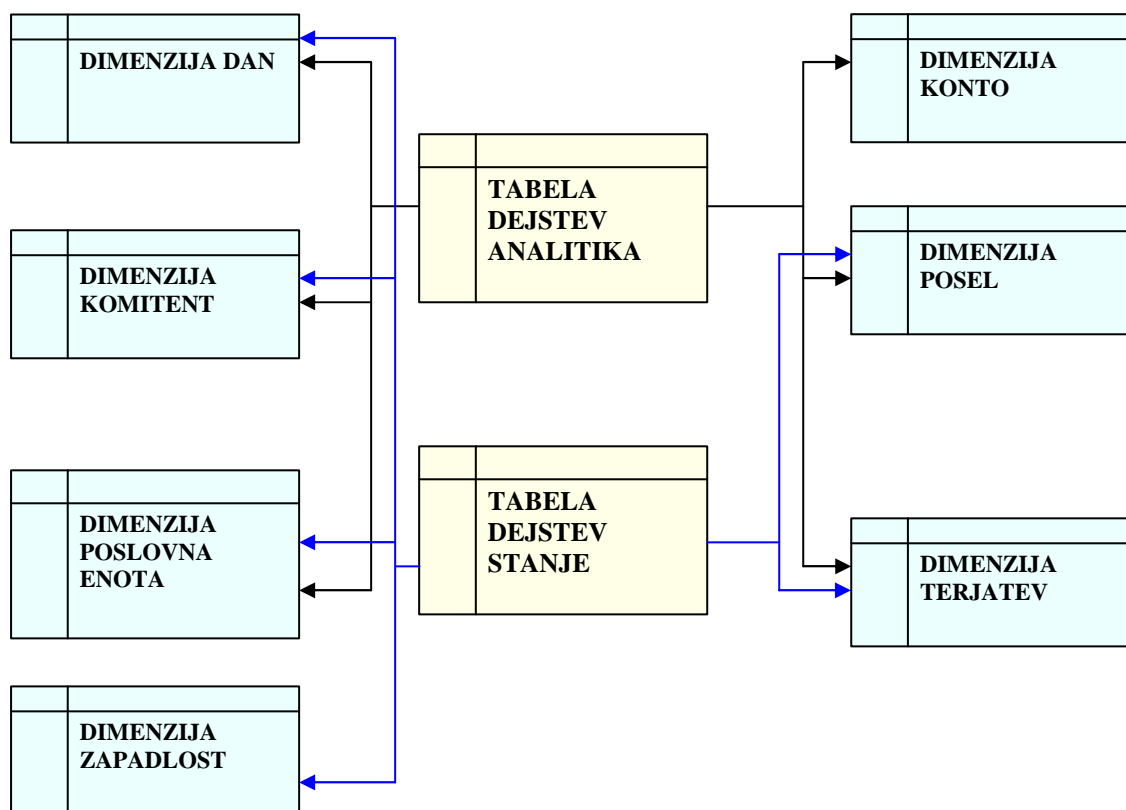 DIMENZIJA DAN
DIMENZIJA
KONTO
TABELA
DEJSTEV
ANALITIKA
DIMENZIJA
KOMITENT
DIMENZIJA
POSEL
TABELA
DEJSTEV
STANJE
DIMENZIJA
POSLOVNA
ENOTA
DIMENZIJA
TERJATEV
DIMENZIJA
ZAPADLOST